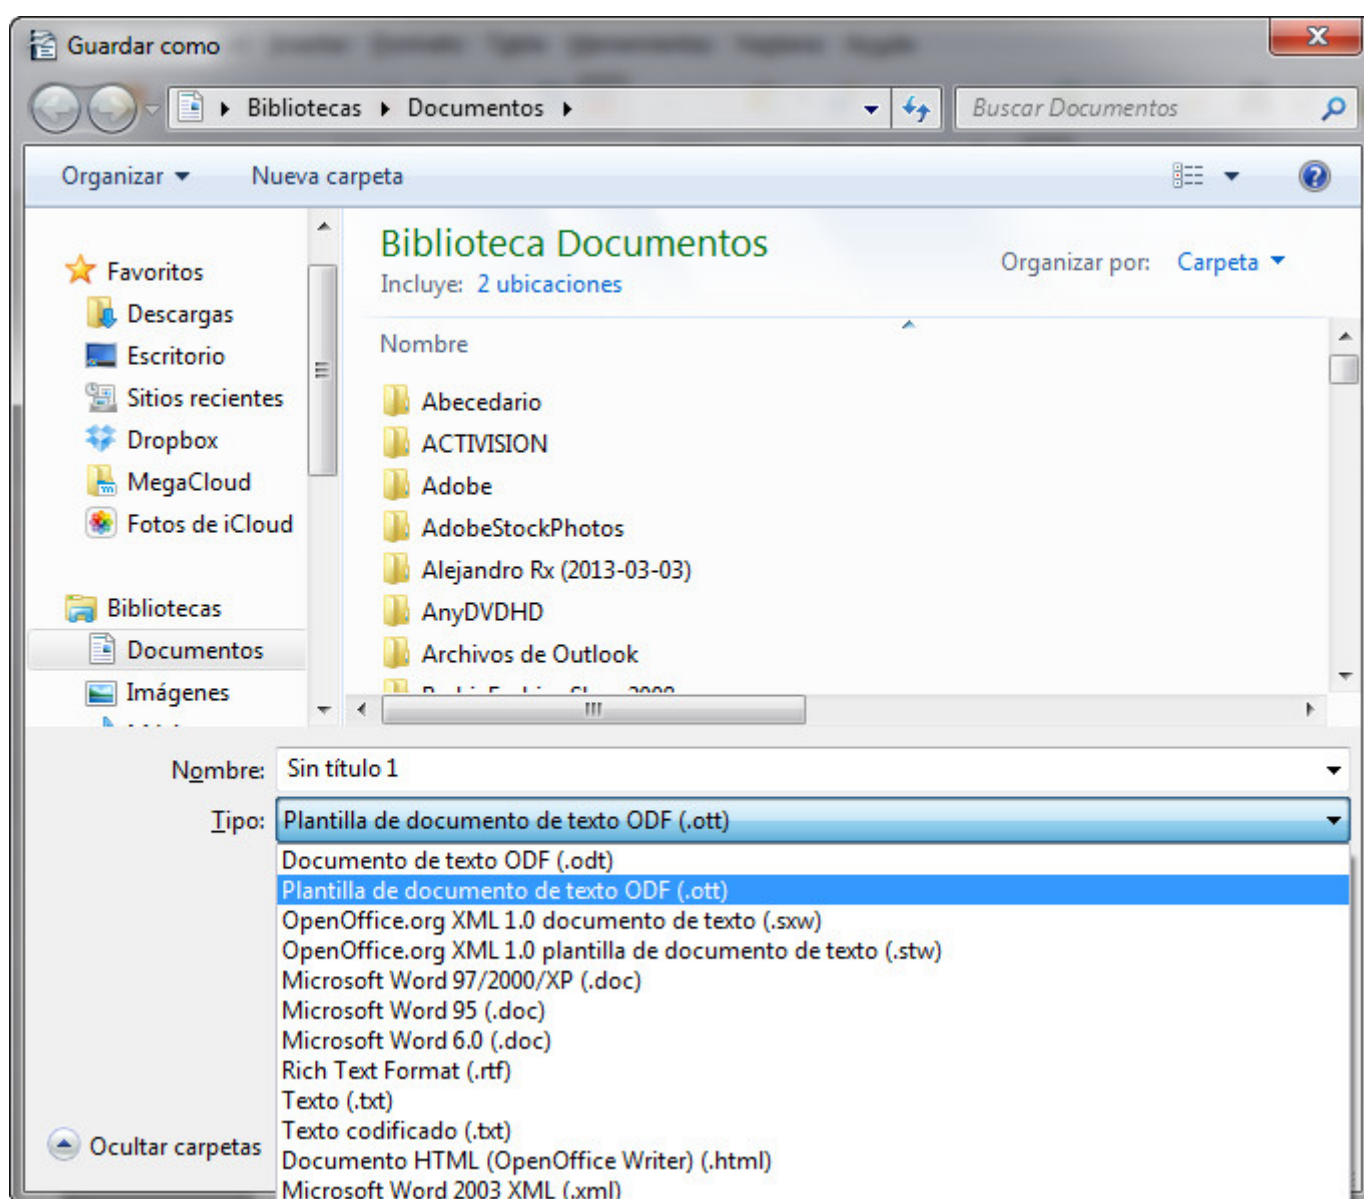 Guardar como
Bibliotecas Documentos
Buscar Documentos
Organizar Nueva carpeta
Favoritos
Descargas
Escritorio
Sitios recientes
Dropbox
MegaCloud
Fotos de iCloud
Bibliotecas
Documentos
Imágenes
Biblioteca Documentos
Incluye: 2 ubicaciones
Organizar por: Carpeta
Nombre
Abecedario
ACTIVISION
Adobe
AdobeStockPhotos
Alejandro Rx (2013-03-03)
AnyDVDHD
Archivos de Outlook
Nombre: Sin título 1
Tipo: Plantilla de documento de texto ODF (.ott)
Documento de texto ODF (.odt)
Plantilla de documento de texto ODF (.ott)
OpenOffice.org XML 1.0 documento de texto (.sxw)
OpenOffice.org XML 1.0 plantilla de documento de texto (.stw)
Microsoft Word 97/2000/XP (.doc)
Microsoft Word 95 (.doc)
Microsoft Word 6.0 (.doc)
Rich Text Format (.rtf)
Texto (.txt)
Texto codificado (.txt)
Documento HTML (OpenOffice Writer) (.html)
Microsoft Word 2003 XML (.xml)
Ocultar carpetas